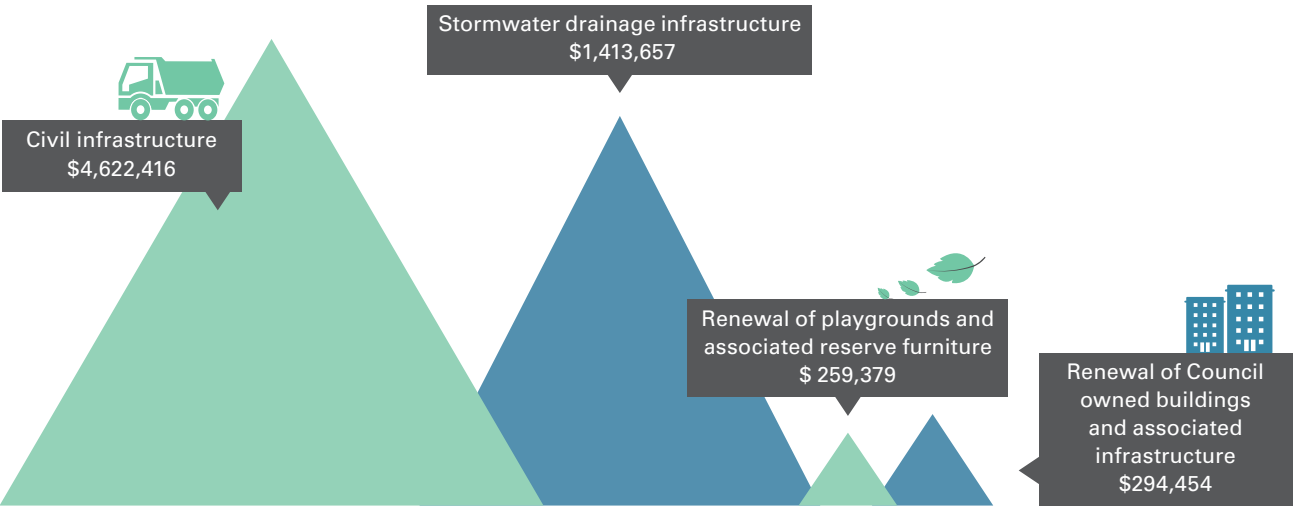 Stormwater drainage infrastructure
$1,413,657
Civil infrastructure
$4,622,416
Renewal of playgrounds and
associated reserve furniture
$ 259,379
Renewal of Council
owned buildings
and associated
infrastructure
$294,454